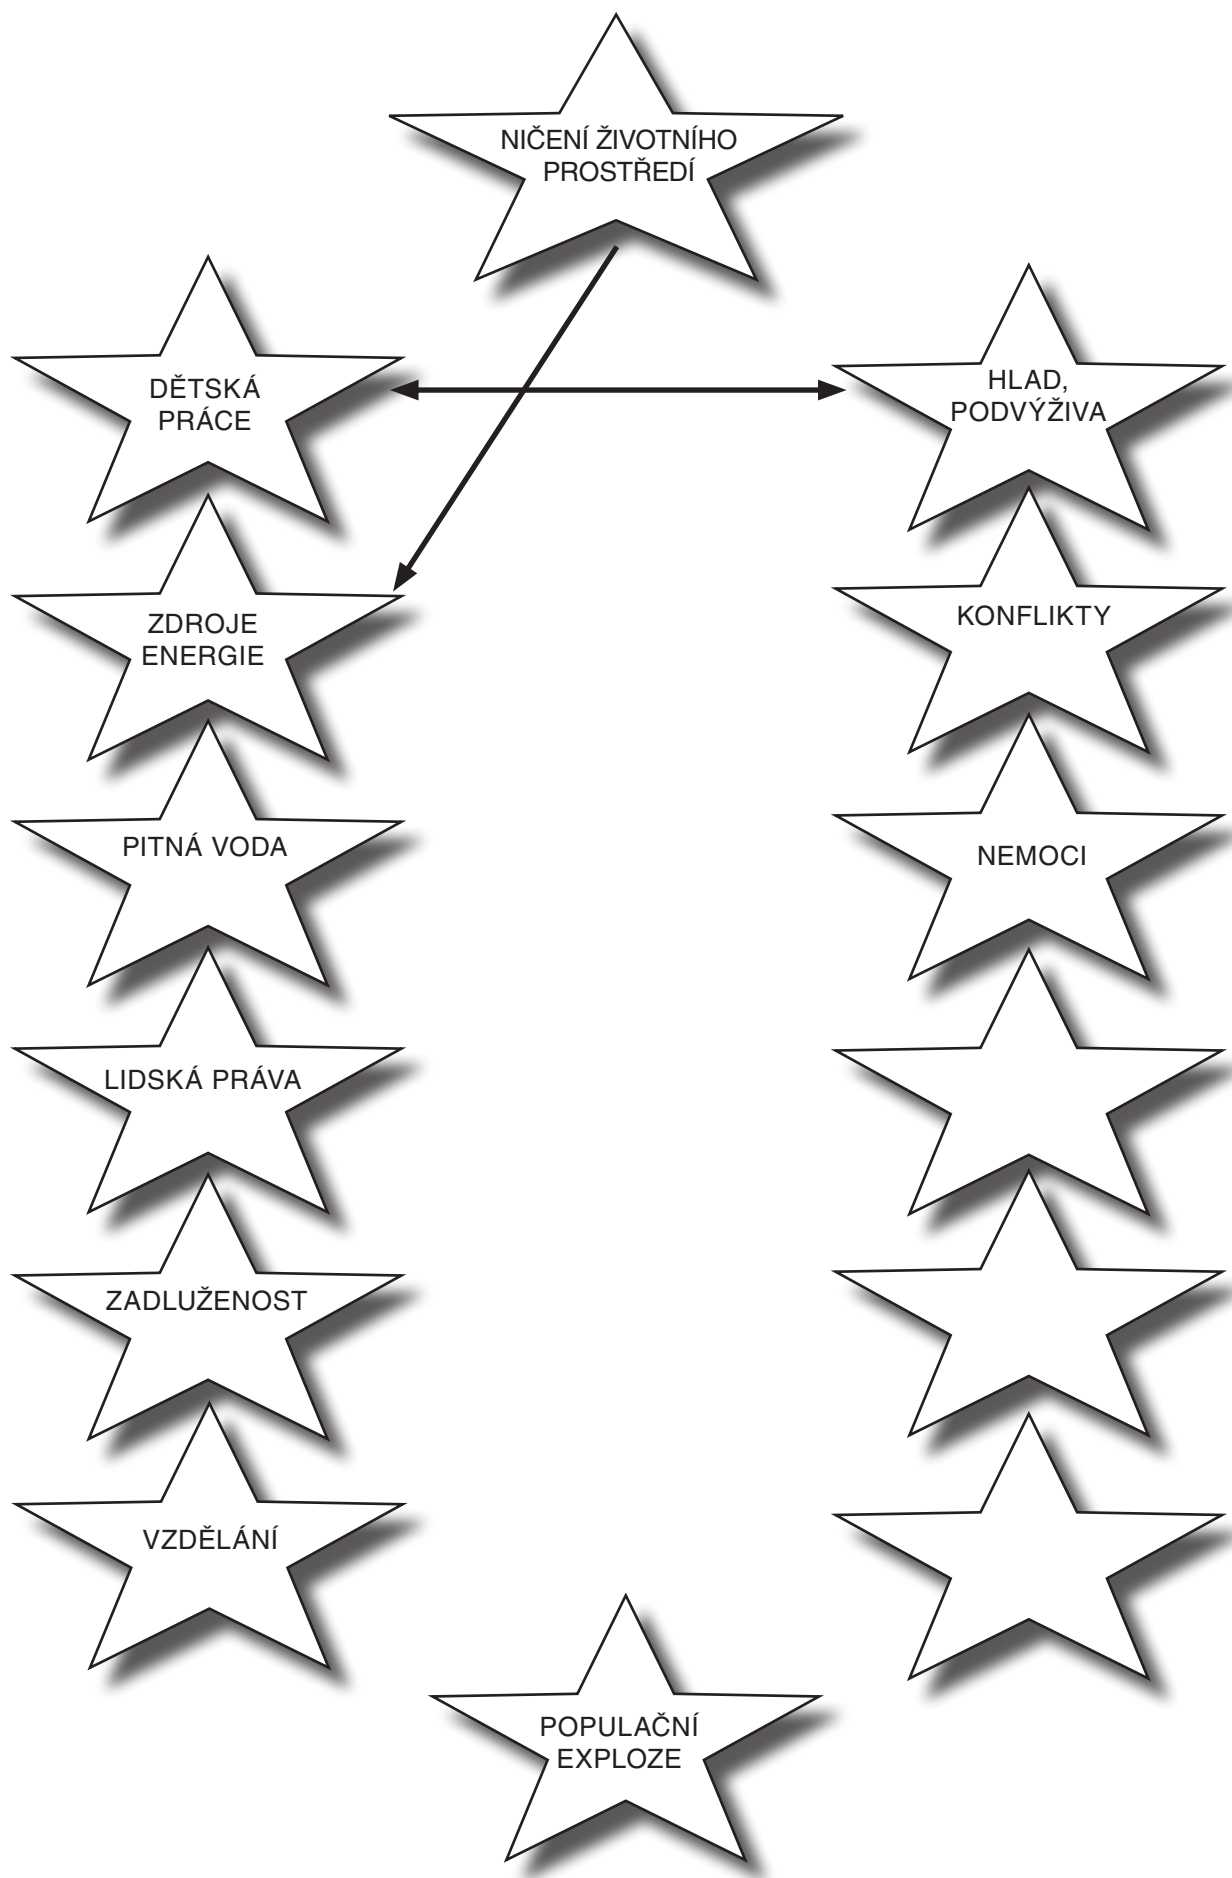 NIČENÍ ŽIVOTNÍHO
PROSTŘEDÍ
DĚTSKÁ
PRÁCE
HLAD,
PODVÝŽIVA
ZDROJE
ENERGIE
KONFLIKTY
PITNÁ VODA
NEMOCI
LIDSKÁ PRÁVA
ZADLUŽENOST
VZDĚLÁNÍ
POPULAČNÍ
EXPLOZE